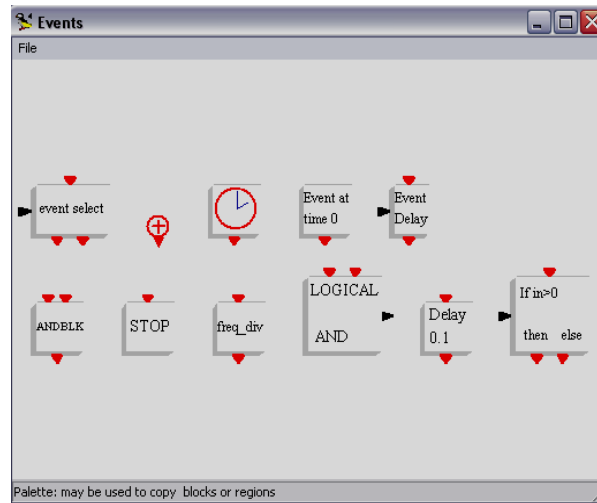 Events
File
event select
Event at
time 0
Event
Delay
ANDBLK
STOP
freq_div
LOGICAL
AND
Delay
0.1
If in>0
then else
Palette: may be used to copy blocks or regions